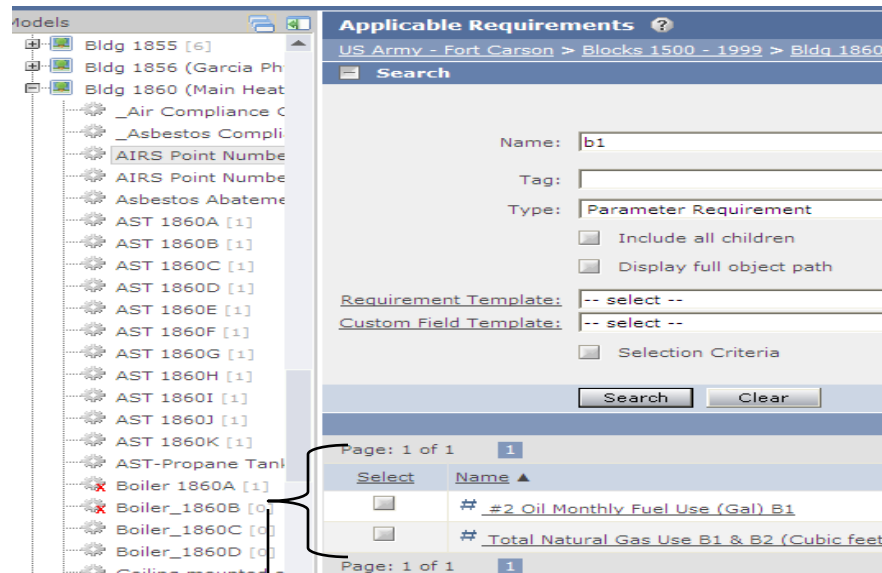 Models
Bldg 1855 [6]
Bldg 1856 (Garcia Ph
Bldg 1860 (Main Heat
_Air Compliance C
_Asbestos Compli
AIRS Point Numbe
AIRS Point Numbe
Asbestos Abateme
AST 1860A [1]
AST 1860B [1]
AST 1860C [1]
AST 1860D [1]
AST 1860E [1]
AST 1860F [1]
AST 1860G [1]
AST 1860H [1]
AST 1860I [1]
AST 1860J [1]
AST 1860K [1]
AST-Propane Tank
Boiler 1860A [1]
Boiler_1860B [0]
Boiler_1860C [0]
Boiler_1860D [0]
Applicable Requirements ?
US Army - Fort Carson > Blocks 1500 - 1999 > Bldg 1860
Search
Name: b1
Tag:
Type: Parameter Requirement
Include all children
Display full object path
Requirement Template: -- select --
Custom Field Template: -- select --
Selection Criteria
Search Clear
Page: 1 of 1 1
Select Name ▲
# #2 Oil Monthly Fuel Use (Gal) B1
# Total Natural Gas Use B1 & B2 (Cubic feet
Page: 1 of 1 1